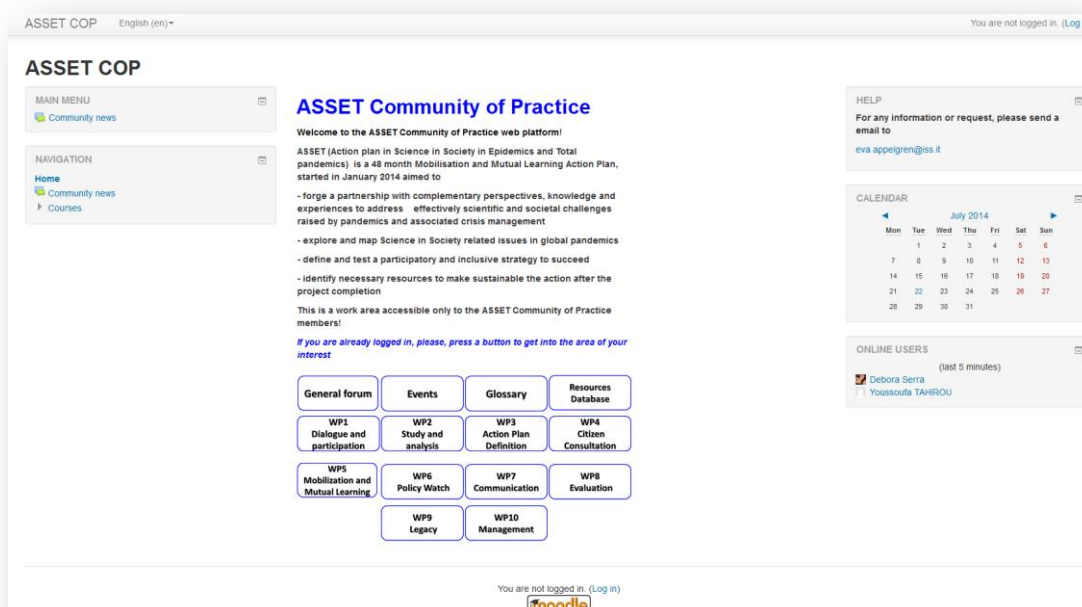 ASSET COP English (en)
You are not logged in. (Log
ASSET COP
MAIN MENU
Community news
NAVIGATION
Home
Community news
Courses
ASSET Community of Practice
Welcome to the ASSET Community of Practice web platform!
ASSET (Action plan in Science in Society in Epidemics and Total
pandemics) is a 48 month Mobilisation and Mutual Learning Action Plan,
started in January 2014 aimed to
- forge a partnership with complementary perspectives, knowledge and
experiences to address effectively scientific and societal challenges
raised by pandemics and associated crisis management
- explore and map Science in Society related issues in global pandemics
- define and test a participatory and inclusive strategy to succeed
- identify necessary resources to make sustainable the action after the
project completion
This is a work area accessible only to the ASSET Community of Practice
members!
If you are already logged in, please, press a button to get into the area of your
interest
General forum
Events
Glossary
Resources
Database
WP1
Dialogue and
participation
WP2
Study and
analysis
WP3
Action Plan
Definition
WP4
Citizen
Consultation
WP5
Mobilization and
Mutual Learning
WP6
Policy Watch
WP7
Communication
WP8
Evaluation
WP9
Legacy
WP10
Management
HELP
For any information or request, please send a
email to
eva.appelgren@iss.it
CALENDAR
July 2014
Mon Tue Wed Thu Fri Sat Sun
1 2 3 4 5 6
7 8 9 10 11 12 13
14 15 16 17 18 19 20
21 22 23 24 25 26 27
28 29 30 31
ONLINE USERS
(last 5 minutes)
Debora Serra
Youssoufa TAHIROU
You are not logged in. (Log in)
moodle